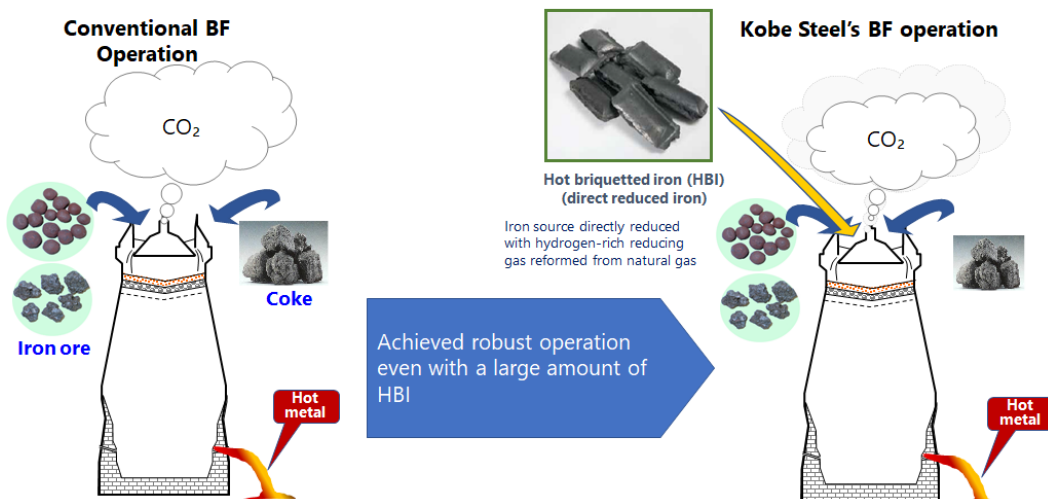 Conventional BF
Operation
CO₂
Iron ore
Coke
Hot
metal
Achieved robust operation
even with a large amount of
HBI
Kobe Steel's BF operation
Hot briquetted iron (HBI)
(direct reduced iron)
Iron source directly reduced
with hydrogen-rich reducing
gas reformed from natural gas
CO₂
Hot
metal